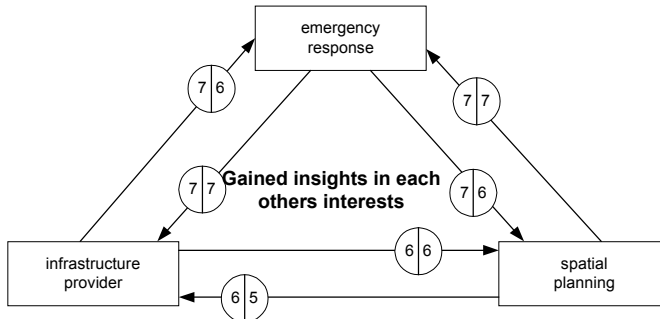 emergency
response
7 6
7 7
7 7
Gained insights in each
others interests
7 6
infrastructure
provider
6 6
spatial
planning
6 5